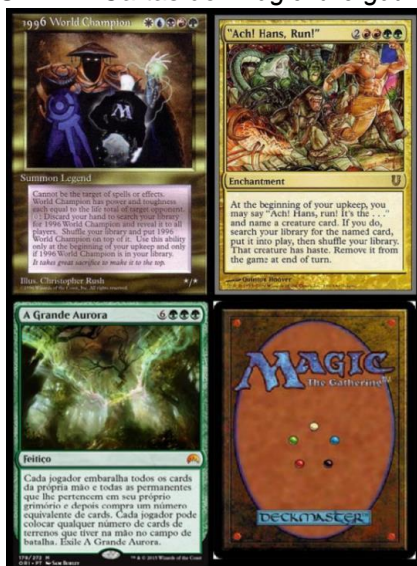 1996 World Champion
Summon Legend
Cannot be the target of spells or effects.
World Champion has power and toughness
each equal to the life total of target opponent.
Discard your hand to search your library
for 1996 World Champion and reveal it to all
players. Shuffle your library and put 1996
World Champion on top of it. Use this ability
only at the beginning of your upkeep and only
if 1996 World Champion is in your library.
It takes great sacrifice to make it to the top.
Illus. Christopher Rush
*/*
"Ach! Hans, Run!"
2
Enchantment
At the beginning of your upkeep, you
may say "Ach! Hans, run! It's the . . ."
and name a creature card. If you do,
search your library for the named card,
put it into play, then shuffle your library.
That creature has haste. Remove it from
the game at end of turn.
A Grande Aurora
6
Feitiço
Cada jogador embaralha todos os cards
da própria mão e todas as permanentes
que lhe pertencem em seu próprio
grimório e depois compra um número
equivalente de cards. Cada jogador pode
colocar qualquer número de cards de
terrenos que tiver na mão no campo de
batalha. Exile A Grande Aurora.
MAGIC
The Gathering
DECKMASTER